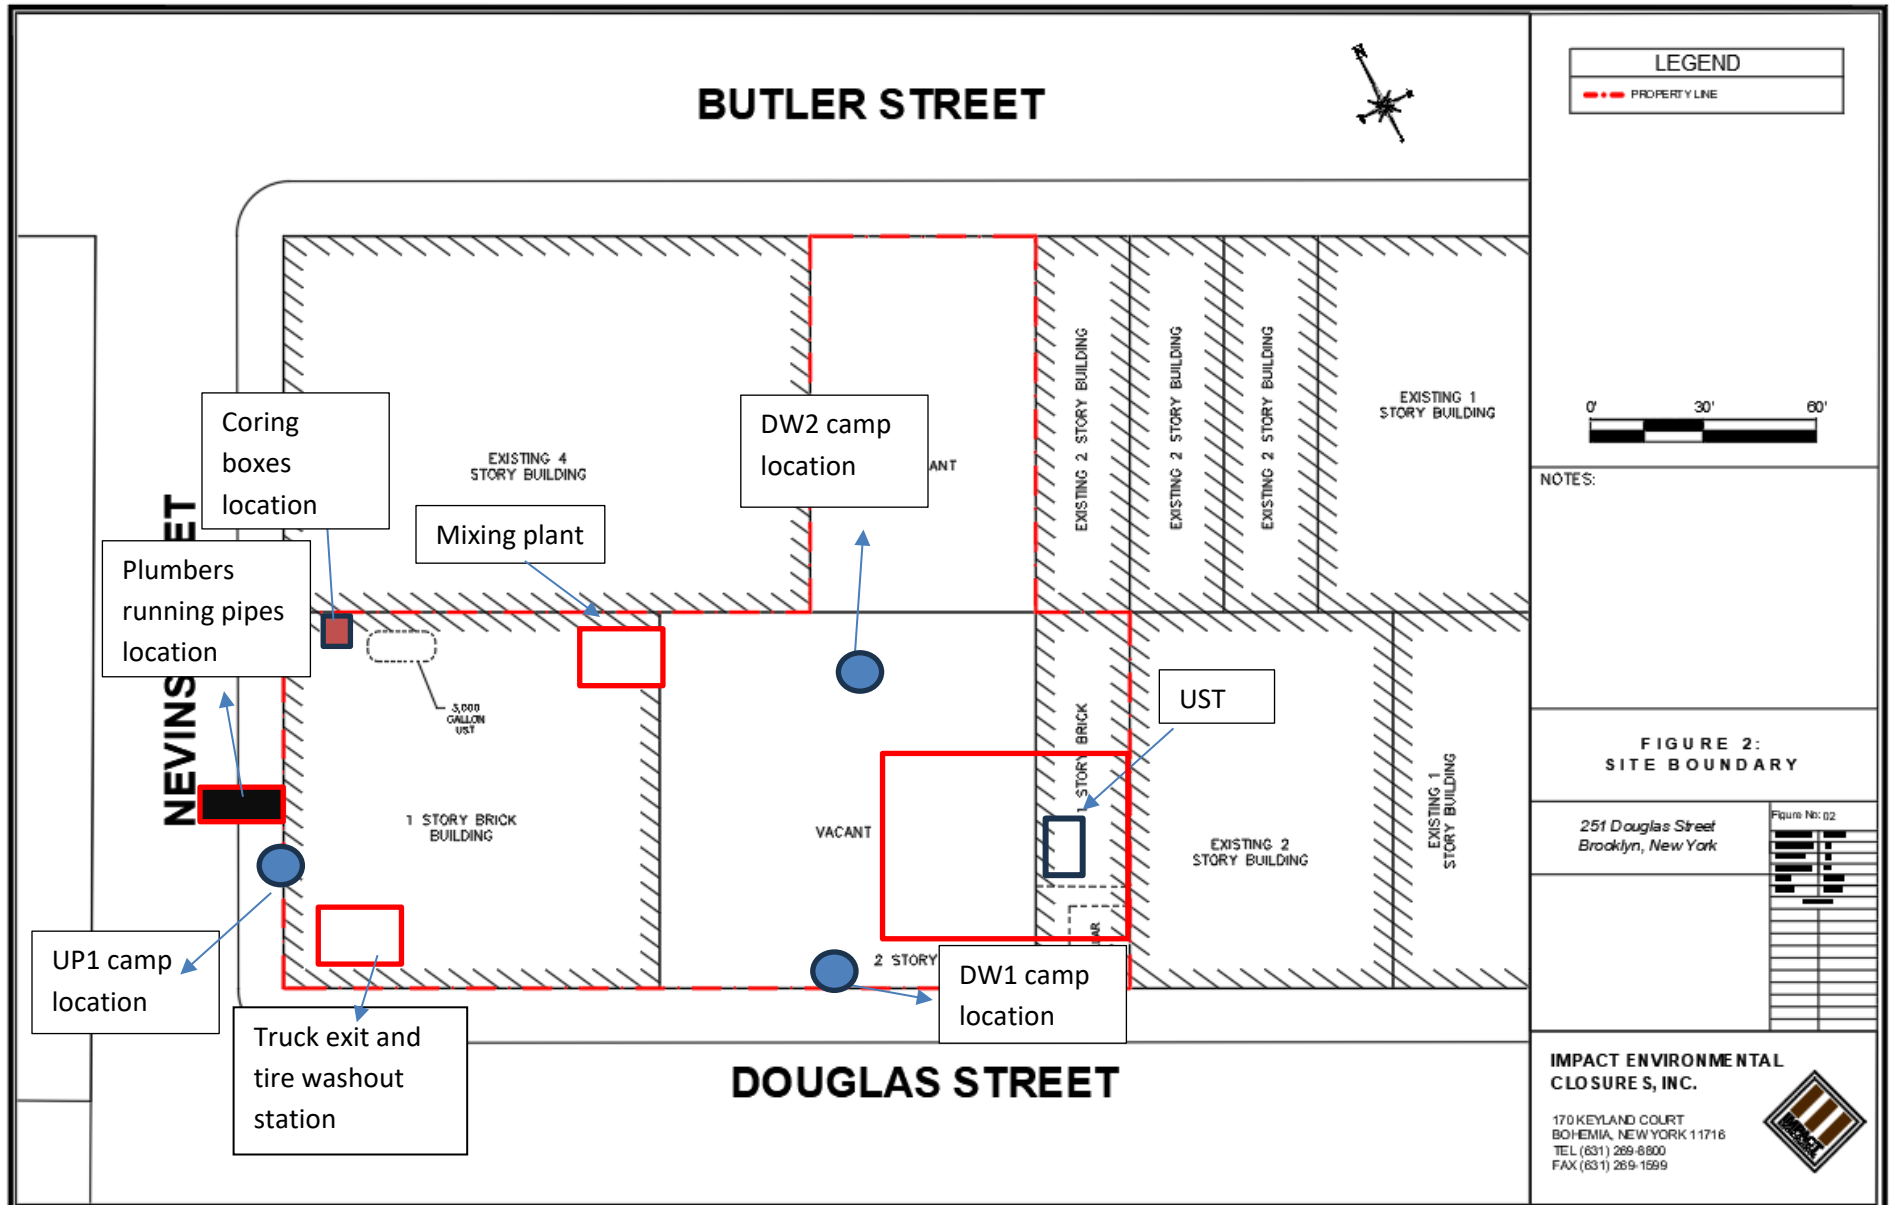 BUTLER STREET
N
LEGEND
PROPERTY LINE
0' 30' 60'
NOTES:
Coring
boxes
location
EXISTING 4
STORY BUILDING
DW2 camp
location
ANT
EXISTING 2 STORY BUILDING
EXISTING 2 STORY BUILDING
EXISTING 2 STORY BUILDING
EXISTING 1
STORY BUILDING
Mixing plant
NEVINS
ET
Plumbers
running pipes
location
3,000
GALLON
UST
1 STORY BRICK
UST
1 STORY BRICK
BUILDING
VACANT
EXISTING 2
STORY BUILDING
EXISTING 1
STORY BUILDING
LAR
2 STORY
UP1 camp
location
DW1 camp
location
Truck exit and
tire washout
station
DOUGLAS STREET
FIGURE 2:
SITE BOUNDARY
251 Douglas Street
Brooklyn, New York
Figure No: 02
IMPACT ENVIRONMENTAL
CLOSURES, INC.
170 KEYLAND COURT
BOHEMIA, NEW YORK 11716
TEL (631) 269-8800
FAX (631) 269-1599
IMPACT